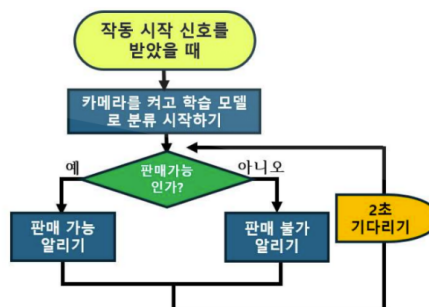 작동 시작 신호를
받았을 때
카메라를 켜고 학습 모델
로 분류 시작하기
예
판매가능
인가?
아니오
판매 가능
알리기
판매 불가
알리기
2초
기다리기